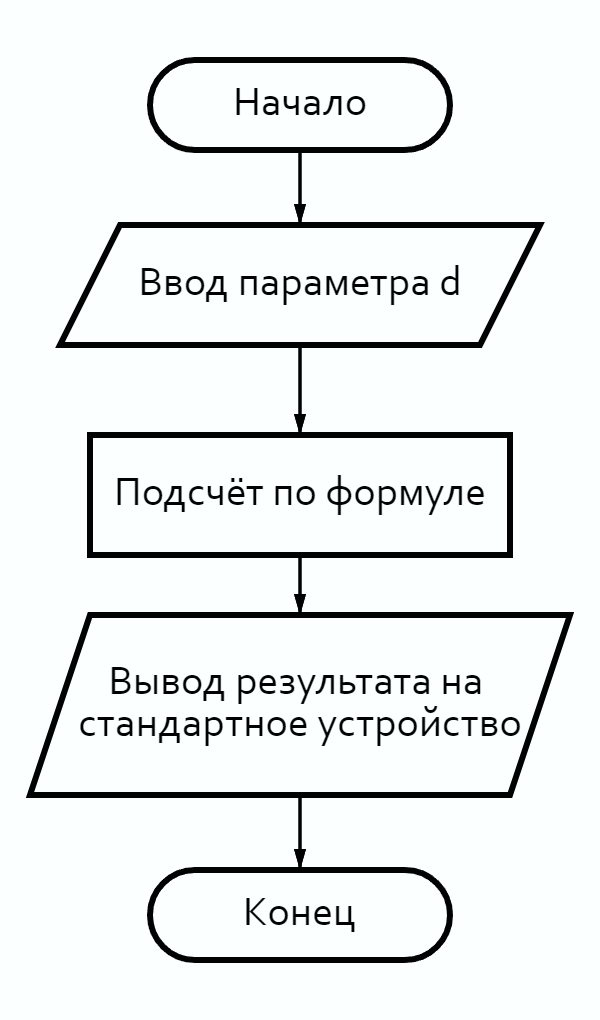 Начало
Ввод параметра d
Подсчёт по формуле
Вывод результата на
стандартное устройство
Конец